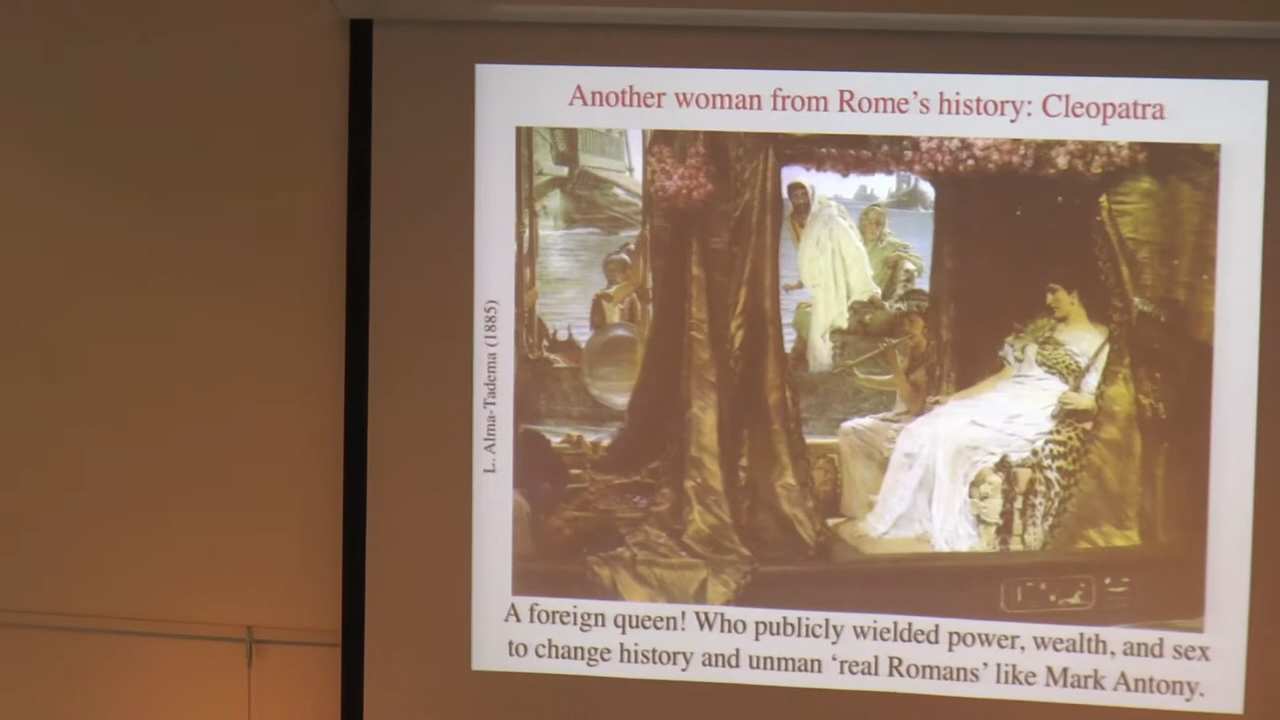 Another woman from Rome's history: Cleopatra
L. Alma-Tadema (1885)
A foreign queen! Who publicly wielded power, wealth, and sex
to change history and unman 'real Romans' like Mark Antony.